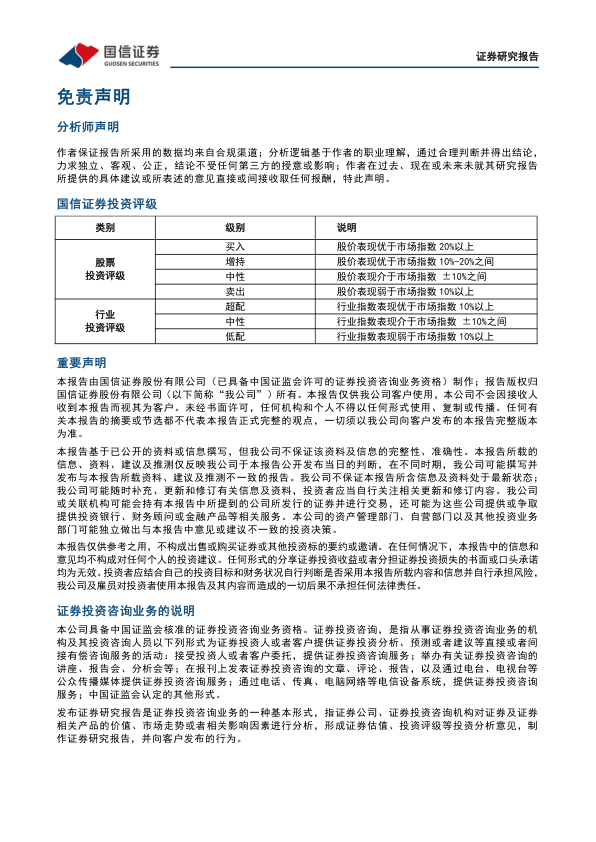 国信证券
GUOSEN SECURITIES
证券研究报告
免责声明
分析师声明
作者保证报告所采用的数据均来自合规渠道；分析逻辑基于作者的职业理解，通过合理判断并得出结论，
力求独立、客观、公正，结论不受任何第三方的授意或影响；作者在过去、现在或未来未就其研究报告
所提供的具体建议或所表述的意见直接或间接收取任何报酬，特此声明。
国信证券投资评级
类别 级别 说明
股票
投资评级
买入 股价表现优于市场指数 20%以上
增持 股价表现优于市场指数 10%-20%之间
中性 股价表现介于市场指数 ±10%之间
卖出 股价表现弱于市场指数 10%以上
行业
投资评级
超配 行业指数表现优于市场指数 10%以上
中性 行业指数表现介于市场指数 ±10%之间
低配 行业指数表现弱于市场指数 10%以上
重要声明
本报告由国信证券股份有限公司（已具备中国证监会许可的证券投资咨询业务资格）制作；报告版权归
国信证券股份有限公司（以下简称“我公司”）所有。本报告仅供我公司客户使用，本公司不会因接收人
收到本报告而视其为客户。未经书面许可，任何机构和个人不得以任何形式使用、复制或传播。任何有
关本报告的摘要或节选都不代表本报告正式完整的观点，一切须以我公司向客户发布的本报告完整版本
为准。
本报告基于已公开的资料或信息撰写，但我公司不保证该资料及信息的完整性、准确性。本报告所载的
信息、资料、建议及推测仅反映我公司于本报告公开发布当日的判断，在不同时期，我公司可能撰写并
发布与本报告所载资料、建议及推测不一致的报告。我公司不保证本报告所含信息及资料处于最新状态；
我公司可能随时补充、更新和修订有关信息及资料，投资者应当自行关注相关更新和修订内容。我公司
或关联机构可能会持有本报告中所提到的公司所发行的证券并进行交易，还可能为这些公司提供或争取
提供投资银行、财务顾问或金融产品等相关服务。本公司的资产管理部门、自营部门以及其他投资业务
部门可能独立做出与本报告中意见或建议不一致的投资决策。
本报告仅供参考之用，不构成出售或购买证券或其他投资标的要约或邀请。在任何情况下，本报告中的信息和
意见均不构成对任何个人的投资建议。任何形式的分享证券投资收益或者分担证券投资损失的书面或口头承诺
均为无效。投资者应结合自己的投资目标和财务状况自行判断是否采用本报告所载内容和信息并自行承担风险，
我公司及雇员对投资者使用本报告及其内容而造成的一切后果不承担任何法律责任。
证券投资咨询业务的说明
本公司具备中国证监会核准的证券投资咨询业务资格。证券投资咨询，是指从事证券投资咨询业务的机
构及其投资咨询人员以下列形式为证券投资人或者客户提供证券投资分析、预测或者建议等直接或者间
接有偿咨询服务的活动：接受投资人或者客户委托，提供证券投资咨询服务；举办有关证券投资咨询的
讲座、报告会、分析会等；在报刊上发表证券投资咨询的文章、评论、报告，以及通过电台、电视台等
公众传播媒体提供证券投资咨询服务；通过电话、传真、电脑网络等电信设备系统，提供证券投资咨询
服务；中国证监会认定的其他形式。
发布证券研究报告是证券投资咨询业务的一种基本形式，指证券公司、证券投资咨询机构对证券及证券
相关产品的价值、市场走势或者相关影响因素进行分析，形成证券估值、投资评级等投资分析意见，制
作证券研究报告，并向客户发布的行为。